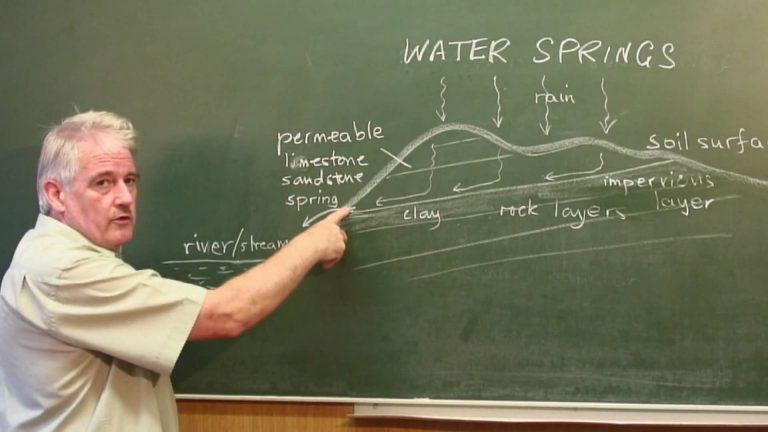 WATER SPRINGS
rain
permeable
limestone
sandstone
spring
soil surfa
impervious
layer
clay
rock layers
river/stream